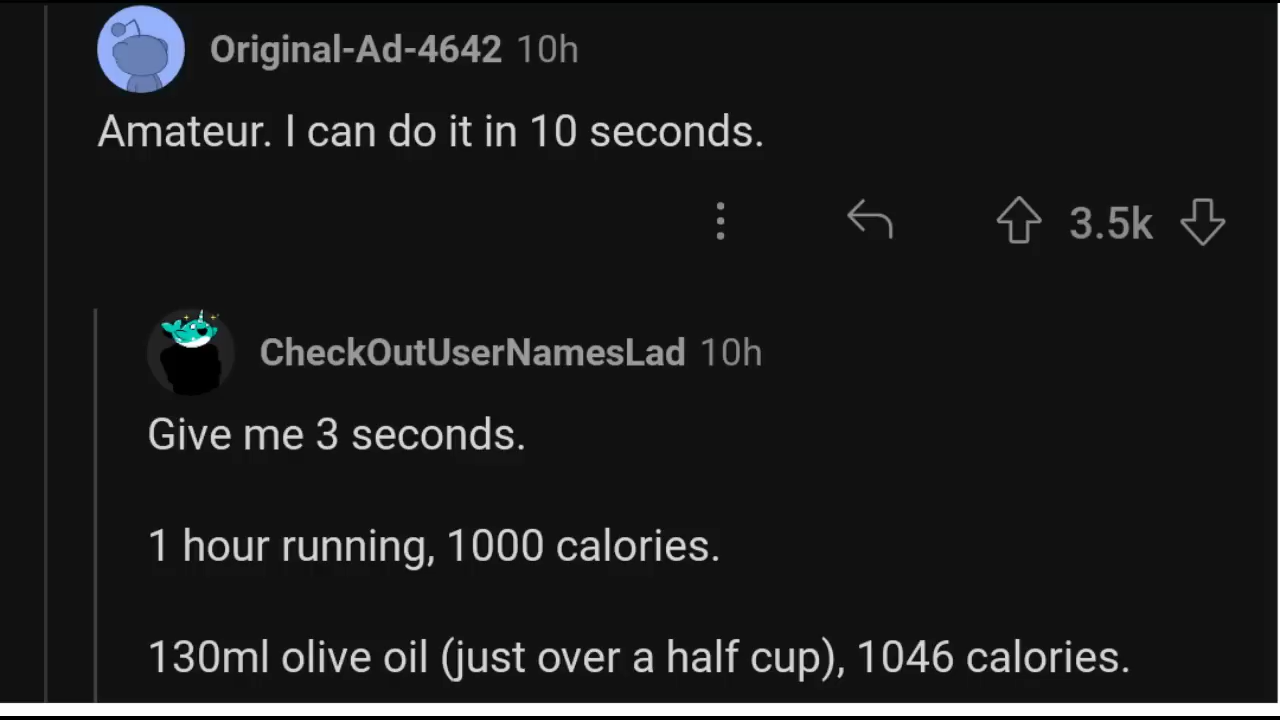 Original-Ad-4642 10h
Amateur. I can do it in 10 seconds.
3.5k
CheckOutUserNamesLad 10h
Give me 3 seconds.
1 hour running, 1000 calories.
130ml olive oil (just over a half cup), 1046 calories.